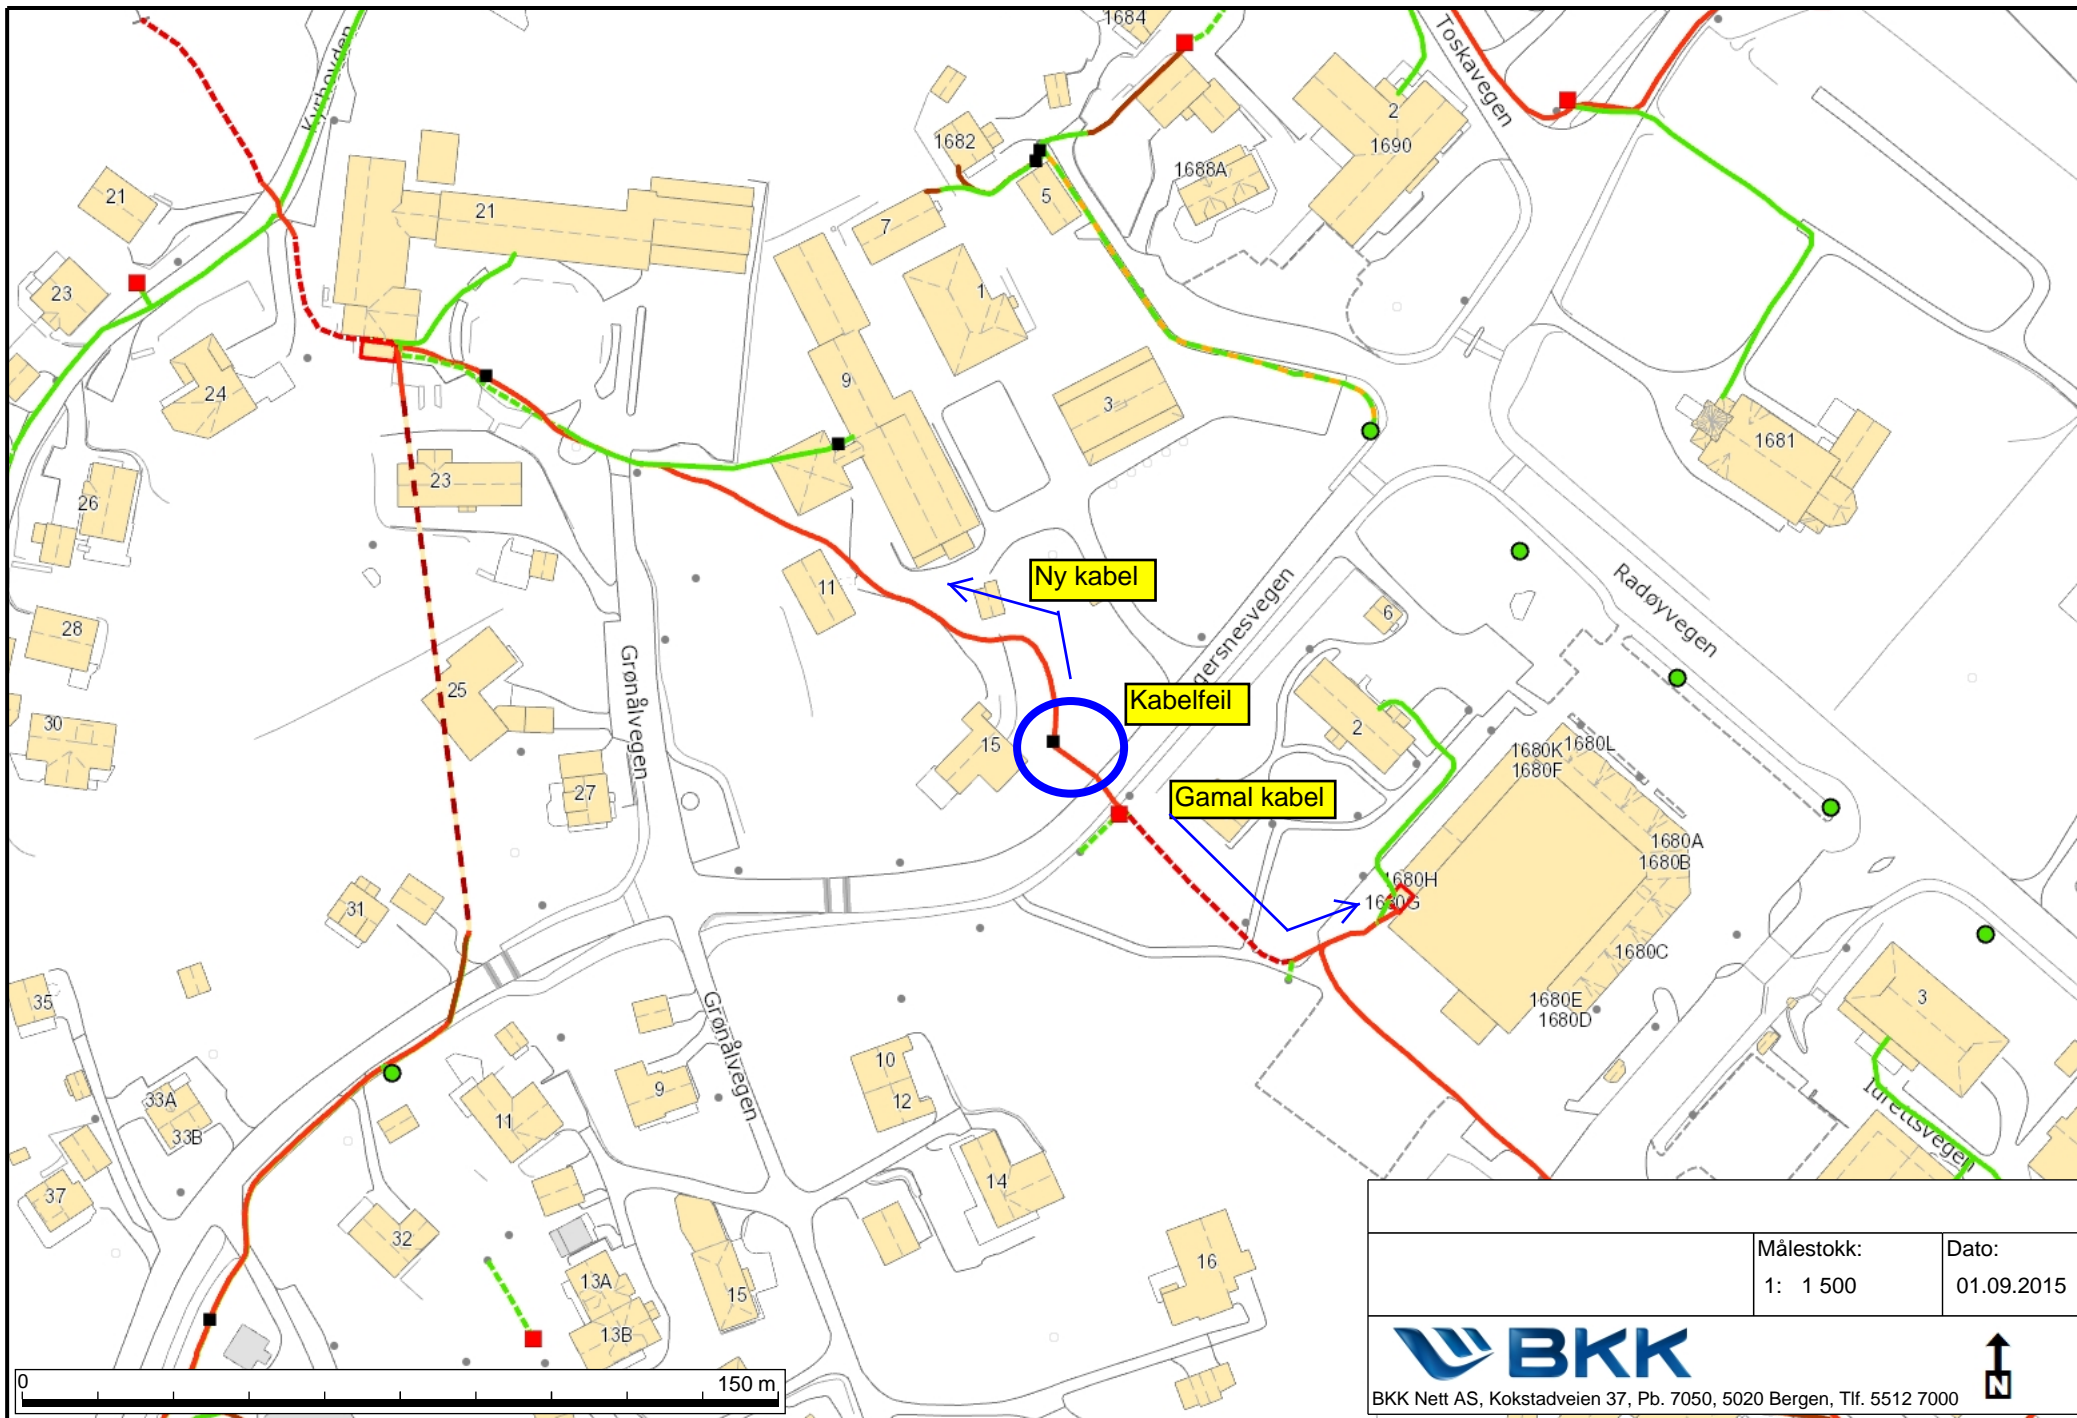 1684
Kyrhovden
Toskavegen
1682
2
1690
1688A
21
21
5
7
23
1
9
3
24
1681
23
26
Ny kabel
11
Radøyvegen
6
28
Grønålvegen
gersnesvegen
25
Kabelfeil
30
15
2
1680K
1680L
1680F
27
Gamal kabel
1680A
1680B
1680H
31
1680C
35
Grønålvegen
1680E
1680D
3
10
33A
9
12
11
33B
14
37
32
16
13A
15
13B
Målestokk:
1: 1 500
Dato:
01.09.2015
BKK
BKK Nett AS, Kokstadveien 37, Pb. 7050, 5020 Bergen, Tlf. 5512 7000
N
0
150 m